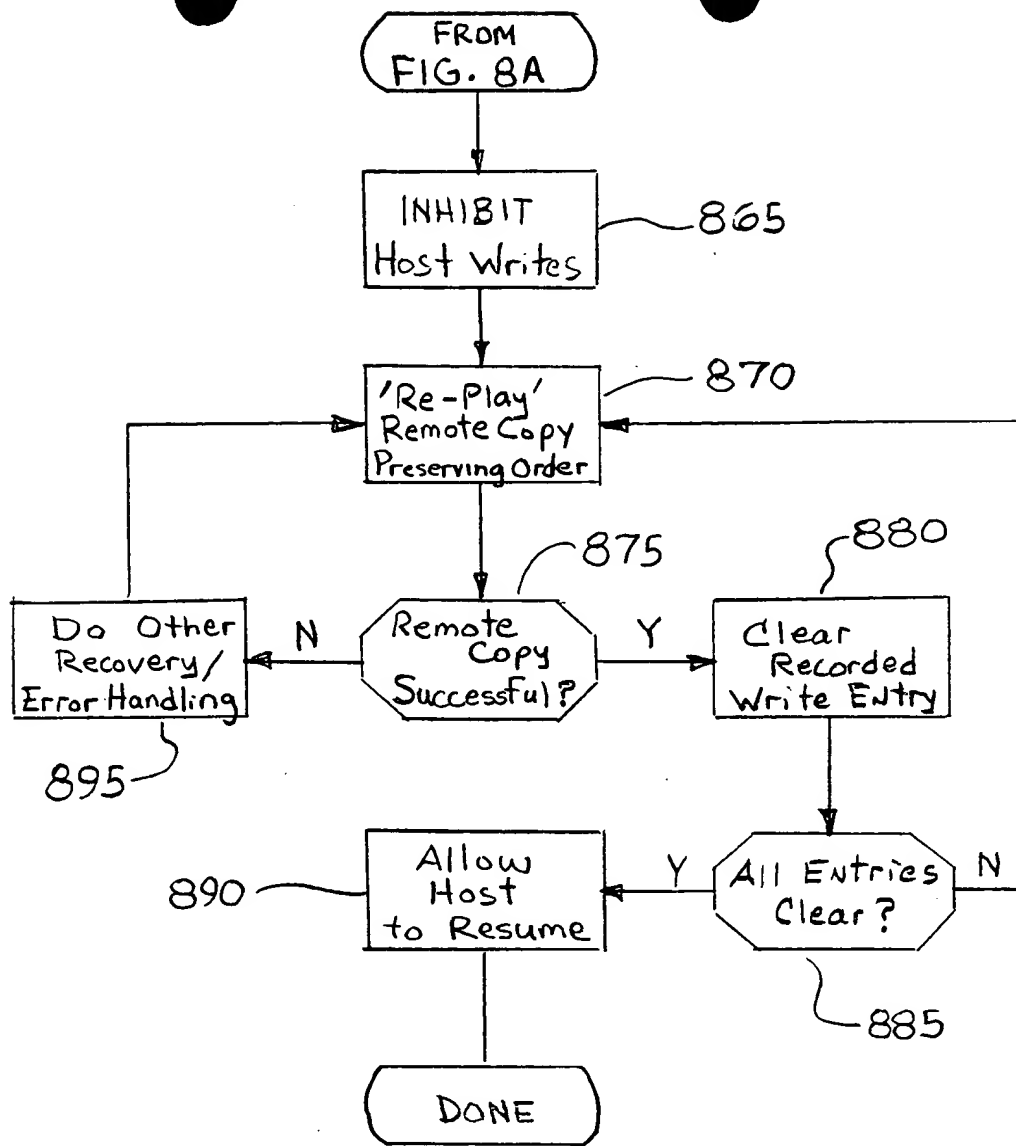 FROM
FIG. 8A
INHIBIT
Host Writes
865
'Re-Play'
Remote Copy
Preserving Order
870
875
880
Do Other
Recovery/
Error Handling
N
Remote
Copy
Successful?
Y
Clear
Recorded
Write Entry
895
Allow
Host
to Resume
890
Y
All Entries
Clear?
N
885
DONE